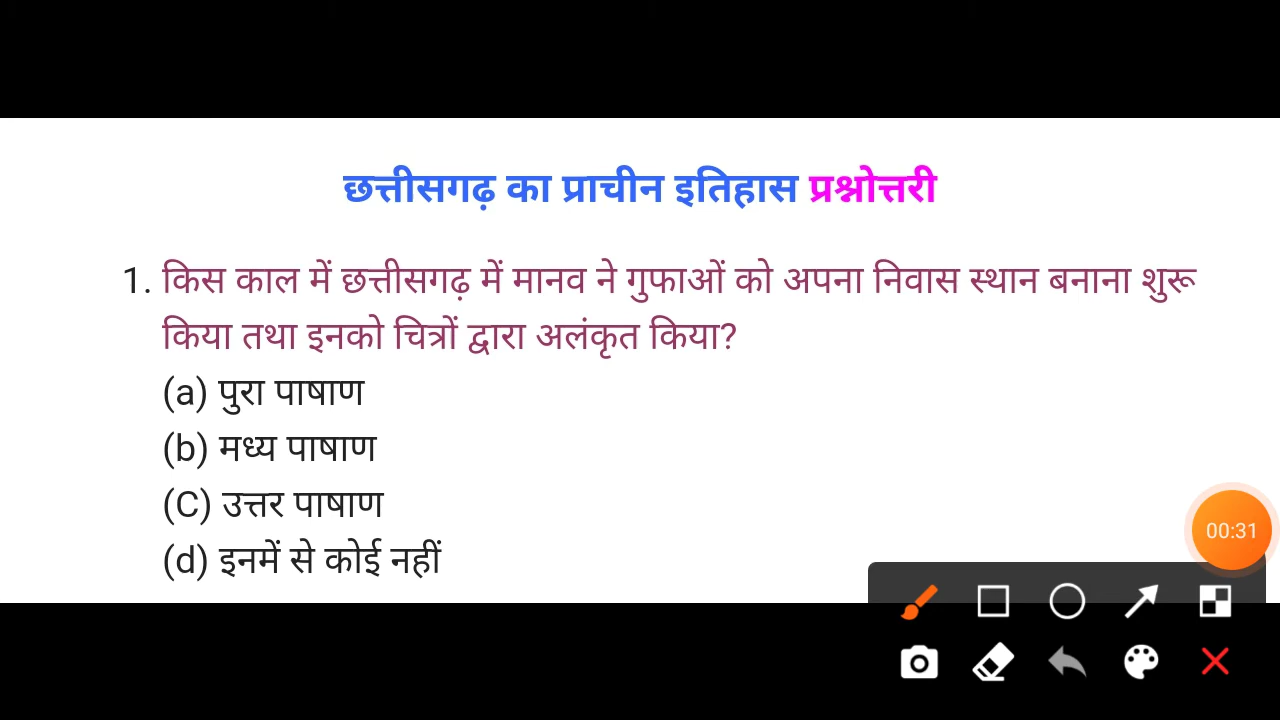 छत्तीसगढ़ का प्राचीन इतिहास प्रश्नोत्तरी
1. किस काल में छत्तीसगढ़ में मानव ने गुफाओं को अपना निवास स्थान बनाना शुरू
किया तथा इनको चित्रों द्वारा अलंकृत किया?
(a) पुरा पाषाण
(b) मध्य पाषाण
(C) उत्तर पाषाण
(d) इनमें से कोई नहीं
00:31